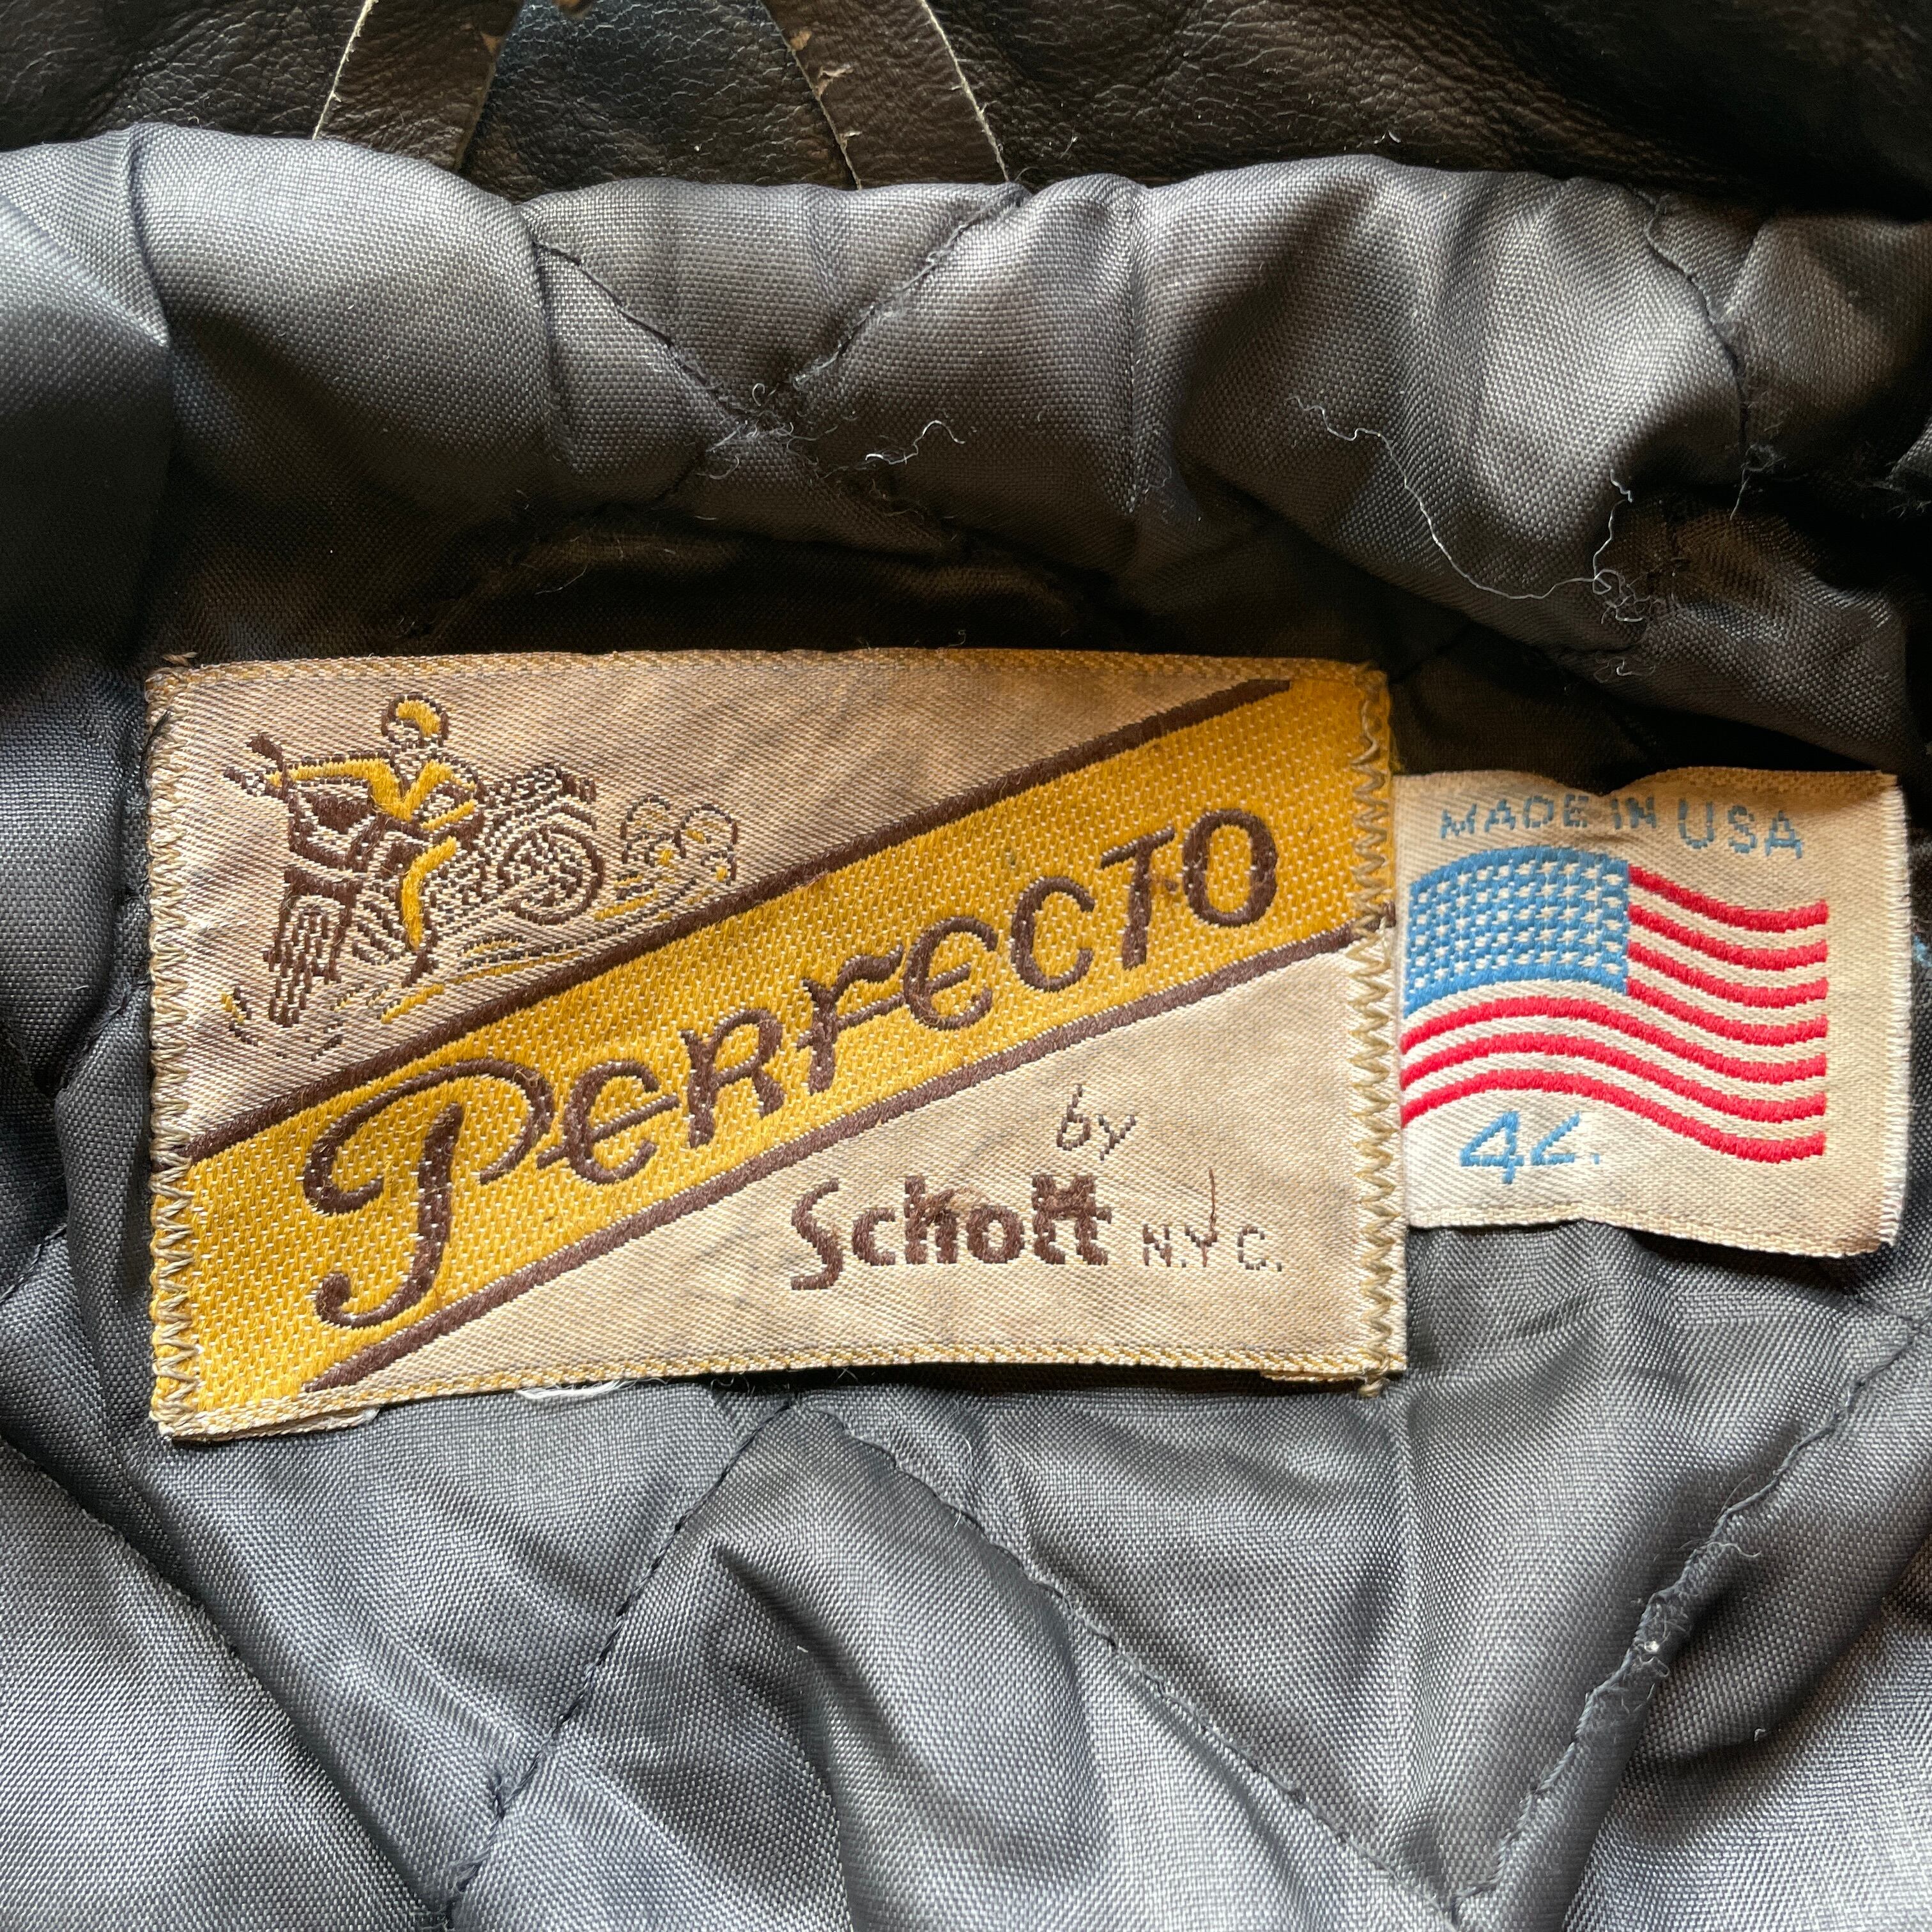 PERFECTO
by
Schott N.Y.C.
MADE IN USA
42.